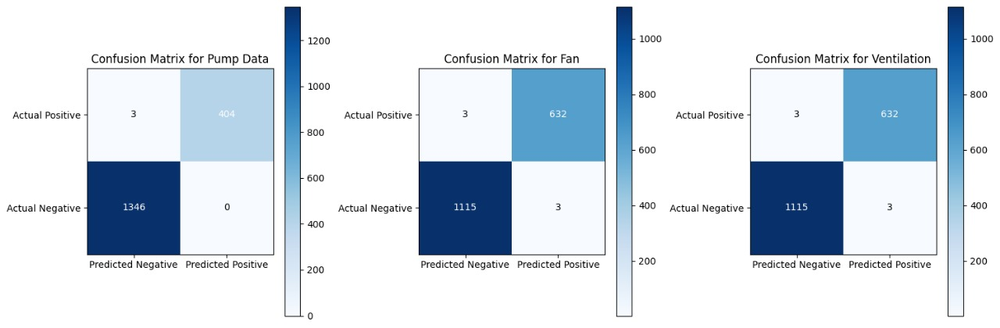 Confusion Matrix for Pump Data
Actual Positive
Actual Negative
3
404
1346
0
Predicted Negative
Predicted Positive
1200
1000
800
600
400
200
0
Confusion Matrix for Fan
Actual Positive
Actual Negative
3
632
1115
3
Predicted Negative
Predicted Positive
1000
800
600
400
200
Confusion Matrix for Ventilation
Actual Positive
Actual Negative
3
632
1115
3
Predicted Negative
Predicted Positive
1000
800
600
400
200